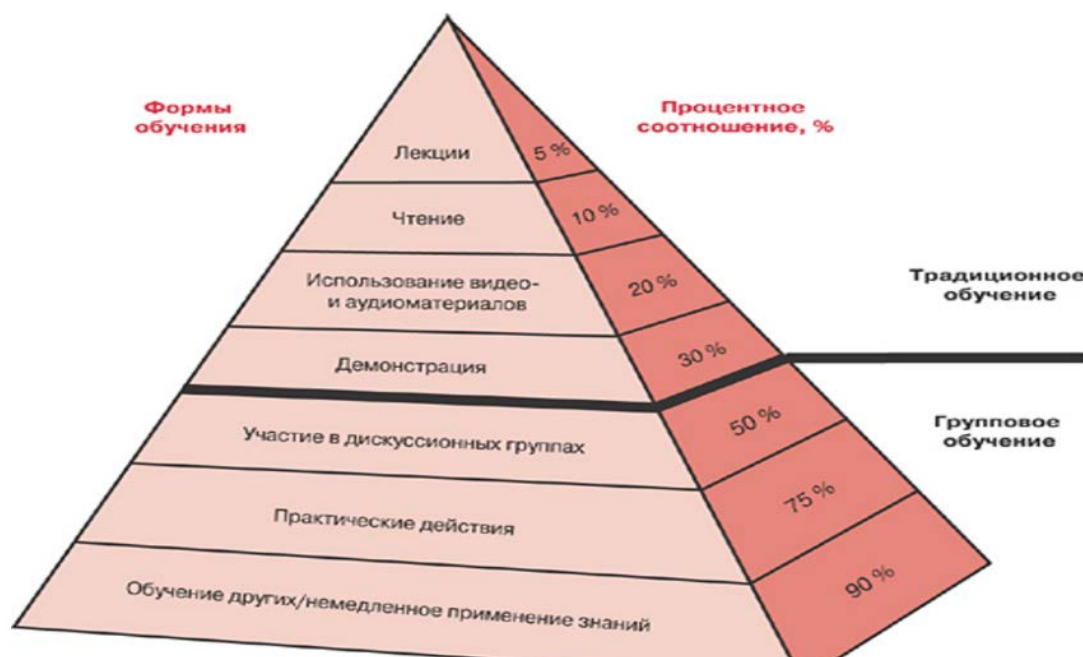 Формы
обучения
Процентное
соотношение, %
Лекции
5 %
Чтение
10 %
Использование видео-
и аудиоматериалов
20 %
Демонстрация
30 %
Традиционное
обучение
Участие в дискуссионных группах
50 %
Групповое
обучение
Практические действия
75 %
Обучение других/немедленное применение знаний
90 %